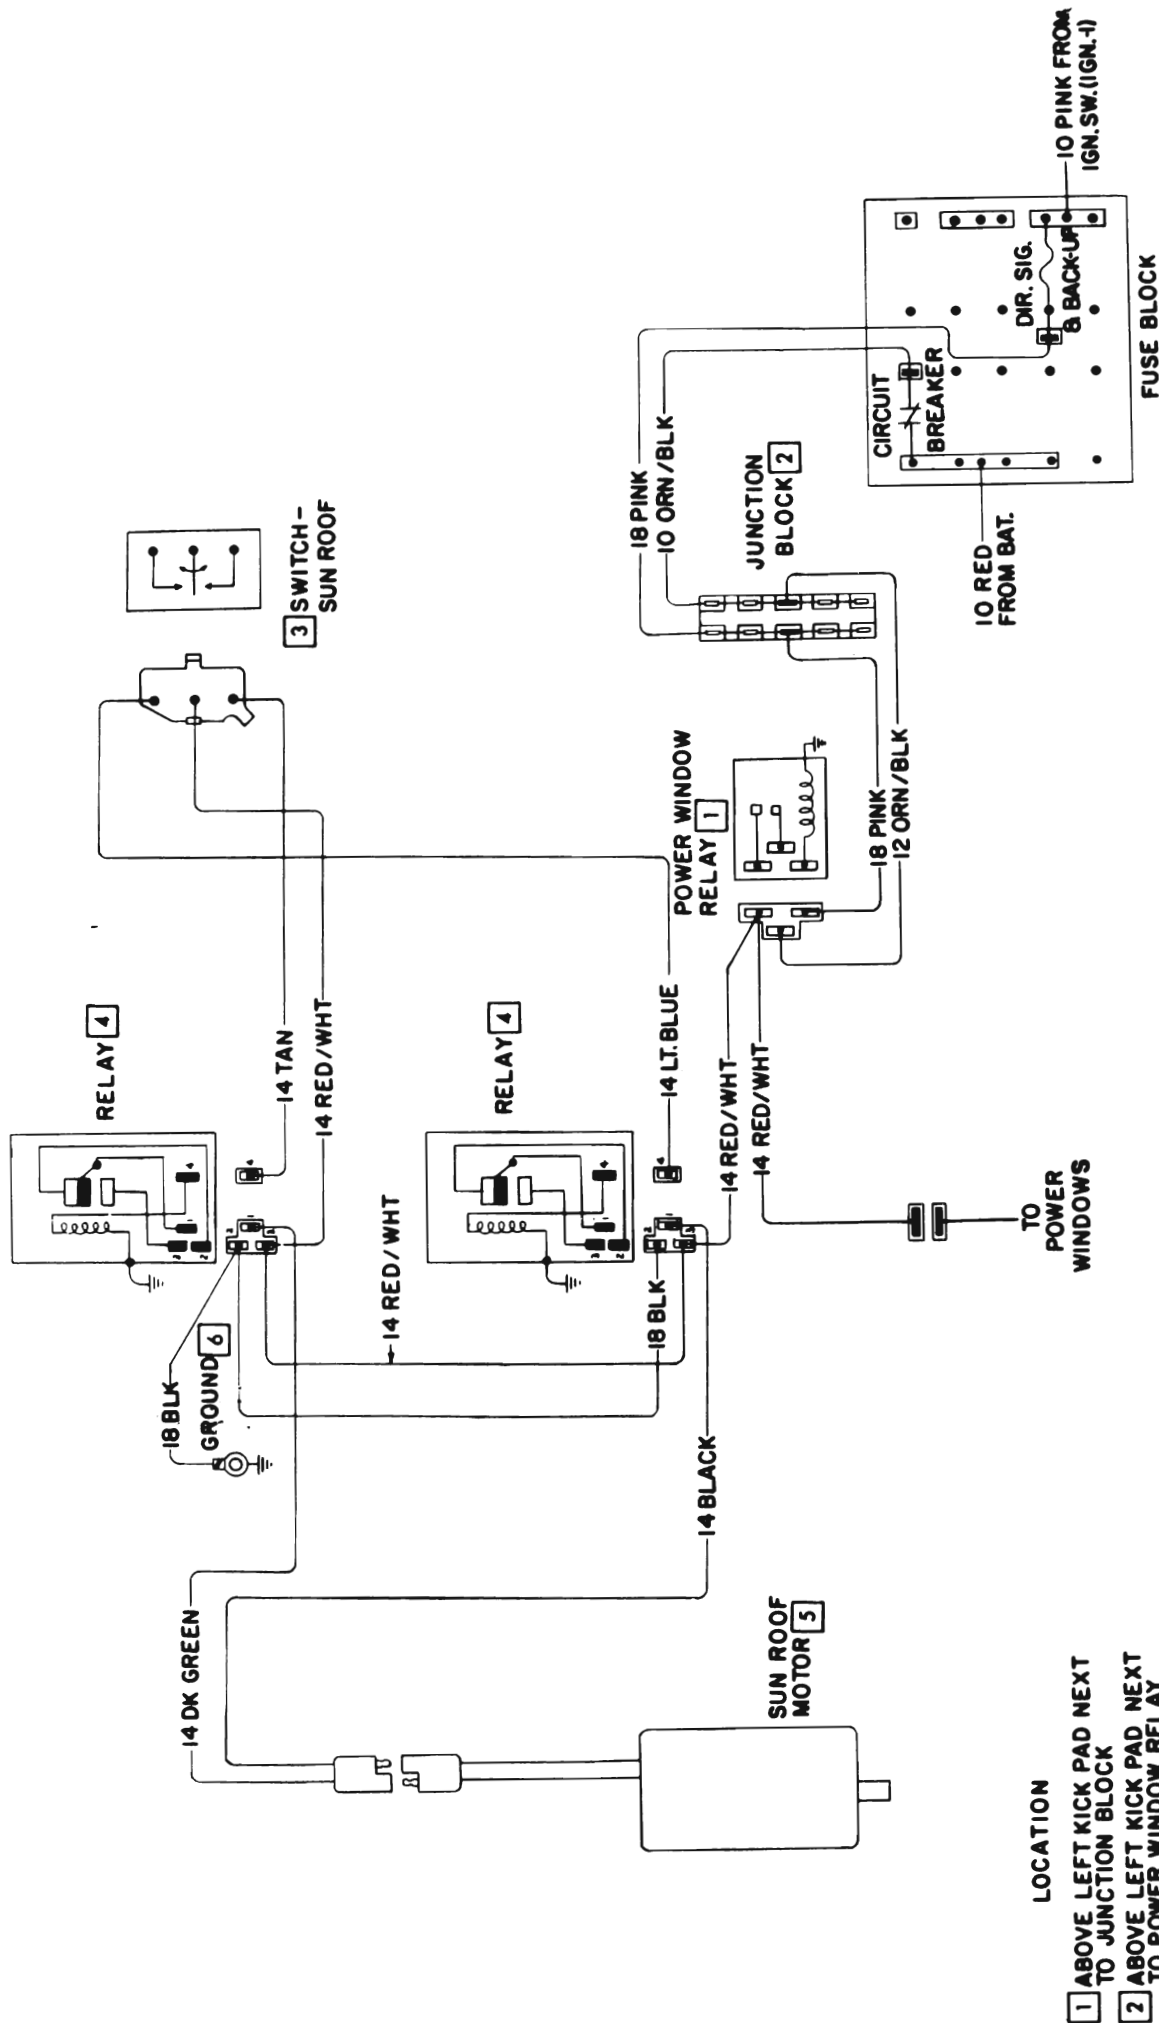 RELAY 4
3 SWITCH-
SUN ROOF
14 TAN
14 RED/WHT
18 BLK
GROUND 6
14 DK GREEN
14 RED/WHT
RELAY 4
14 LT. BLUE
18 BLK
14 BLACK
14 RED/WHT
14 RED/WHT
TO
POWER
WINDOWS
POWER WINDOW
RELAY 1
18 PINK
12 ORN/BLK
18 PINK
10 ORN/BLK
JUNCTION
BLOCK 2
CIRCUIT
BREAKER
DIR. SIG.
& BACK-UP
10 PINK FROM
IGN. SW. (IGN.-1)
10 RED
FROM BAT.
FUSE BLOCK
SUN ROOF
MOTOR 5
LOCATION
1 ABOVE LEFT KICK PAD NEXT
TO JUNCTION BLOCK
2 ABOVE LEFT KICK PAD NEXT
TO POWER WINDOW RELAY